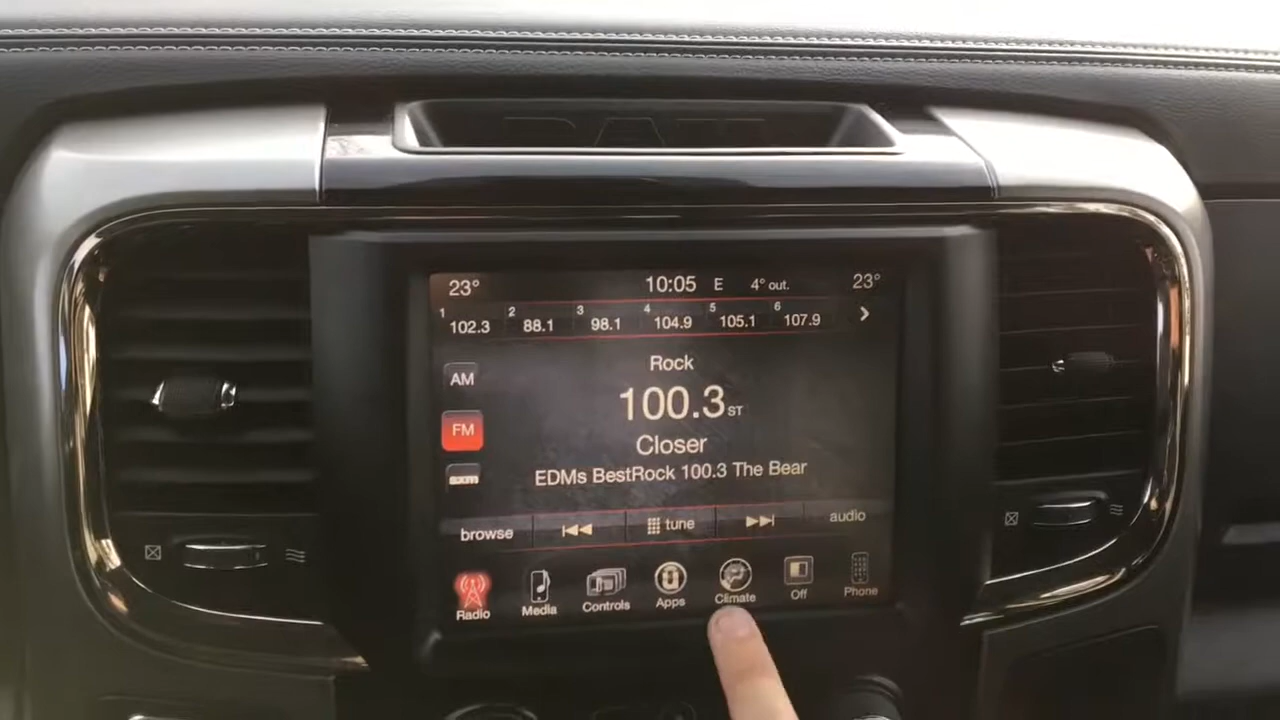 23° 10:05 E 4° out. 23°
1 102.3 2 88.1 3 98.1 4 104.9 5 105.1 6 107.9
Rock
AM
100.3 ST
FM
Closer
EDMs BestRock 100.3 The Bear
browse tune audio
Radio Media Controls Apps Climate Off Phone